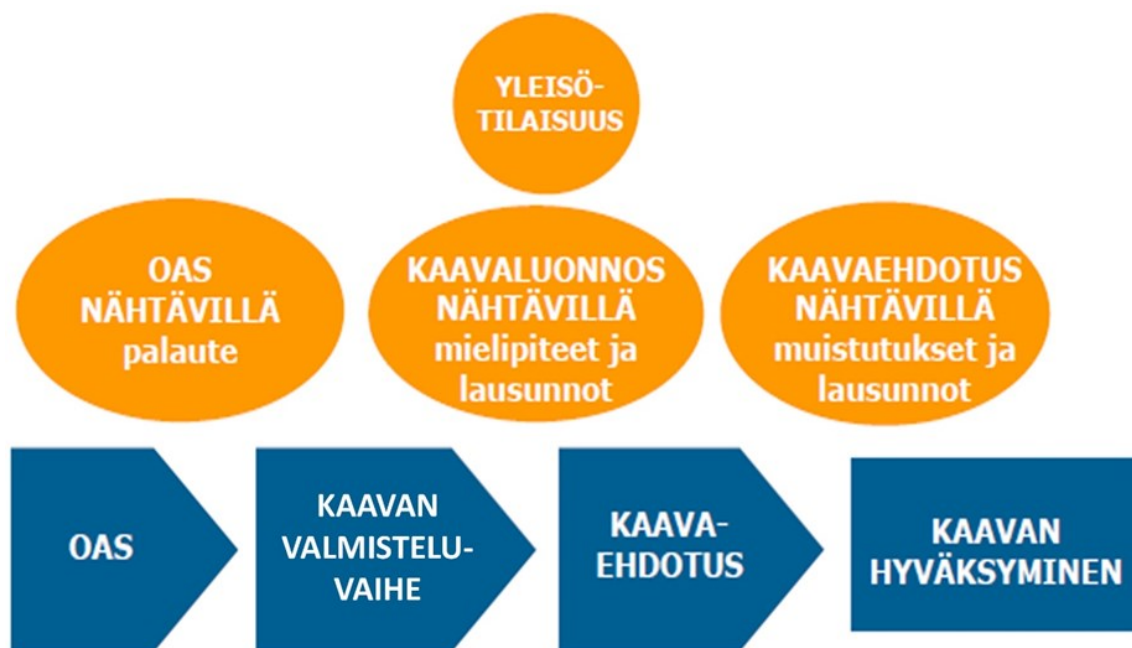 YLEISÖ-
TILAISUUS
OAS
NÄHTÄVILLÄ
palaute
KAAVALUONNOS
NÄHTÄVILLÄ
mielipiteet ja
lausunnot
KAAVAEHDOTUS
NÄHTÄVILLÄ
muistutukset ja
lausunnot
OAS
KAAVAN
VALMISTELU-
VAIHE
KAAVA-
EHDOTUS
KAAVAN
HYVÄKSYMINEN